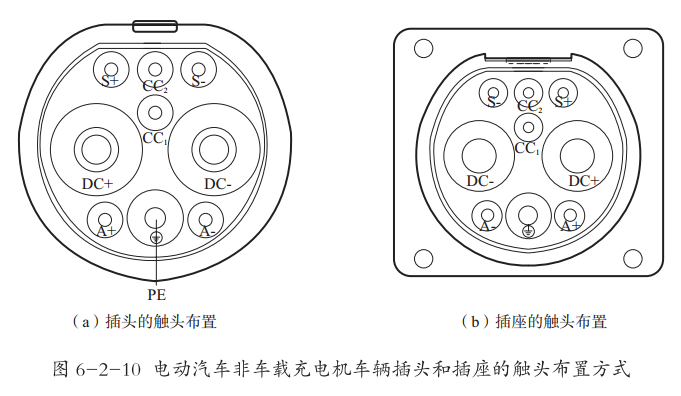 S+ CC₂ S- S- CC₂ S+
CC₁ CC₁
DC+ DC- DC- DC+
A+ A- A- A+
PE
（a）插头的触头布置 （b）插座的触头布置
图 6-2-10 电动汽车非车载充电机车辆插头和插座的触头布置方式